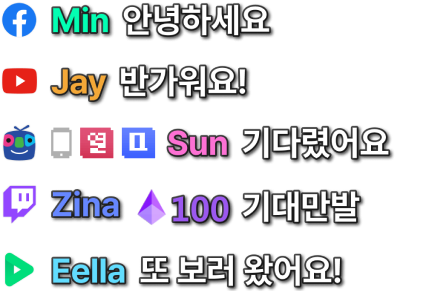 Min 안녕하세요
Jay 반가워요!
열 Sun 기다렸어요
Zina 100 기대만발
Eella 또 보러 왔어요!